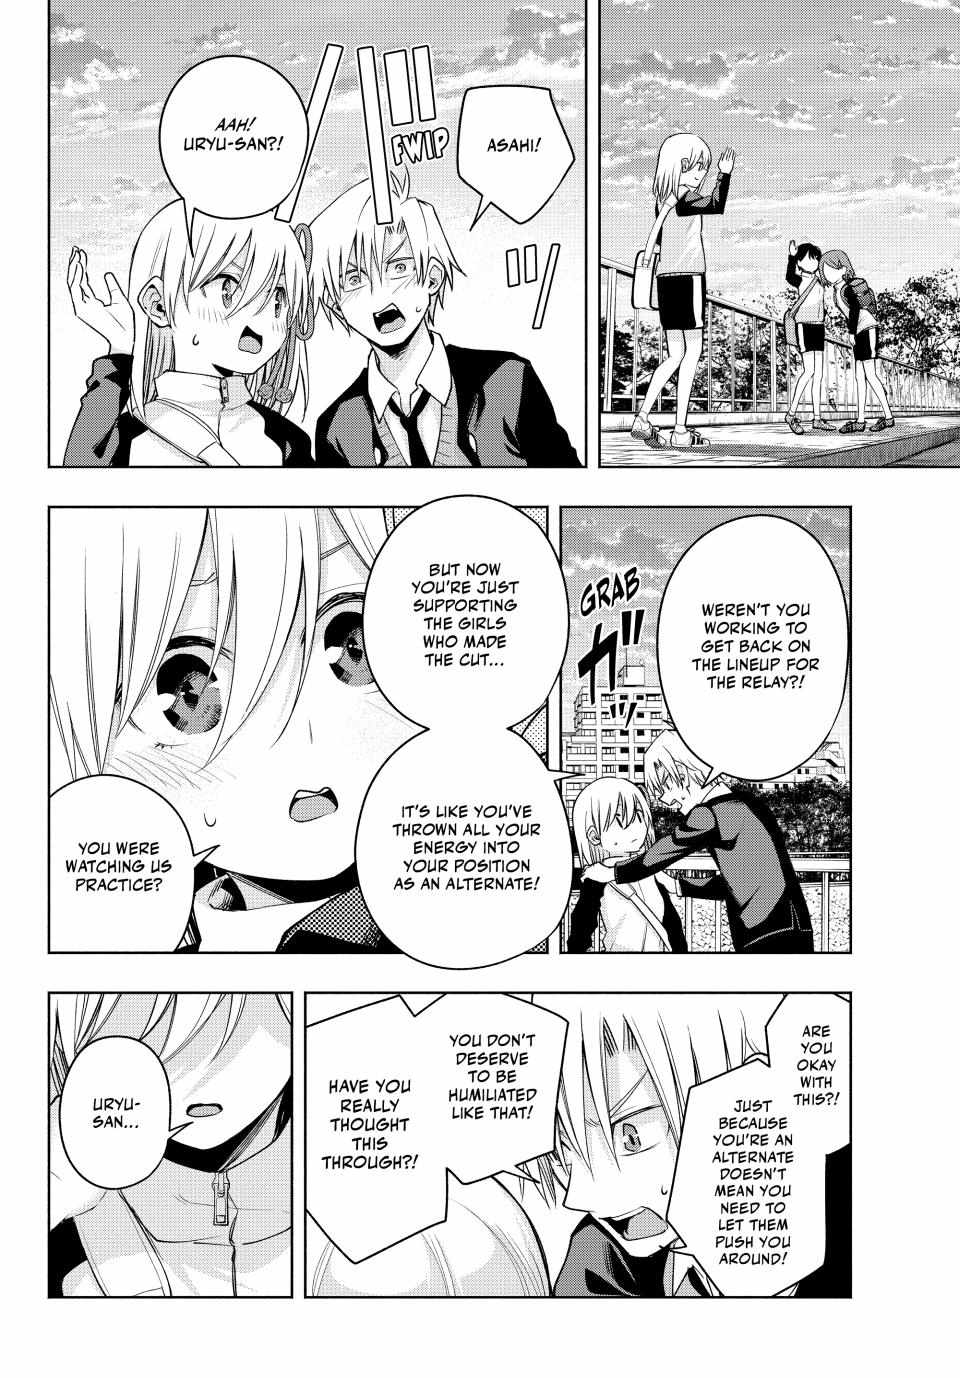 ASAHI!
FWIP
AAH!
URYU-SAN?!
WEREN'T YOU
WORKING TO
GET BACK ON
THE LINEUP FOR
THE RELAY?!
GRAB
ガッ
BUT NOW
YOU'RE JUST
SUPPORTING
THE GIRLS
WHO MADE
THE CUT...
IT'S LIKE YOU'VE
THROWN ALL YOUR
ENERGY INTO
YOUR POSITION
AS AN ALTERNATE!
YOU WERE
WATCHING US
PRACTICE?
ARE
YOU
OKAY
WITH
THIS?!
JUST
BECAUSE
YOU'RE AN
ALTERNATE
DOESN'T
MEAN YOU
NEED TO
LET THEM
PUSH YOU
AROUND!
YOU DON'T
DESERVE
TO BE
HUMILIATED
LIKE THAT!
HAVE YOU
REALLY
THOUGHT
THIS
THROUGH?!
URYU-
SAN...